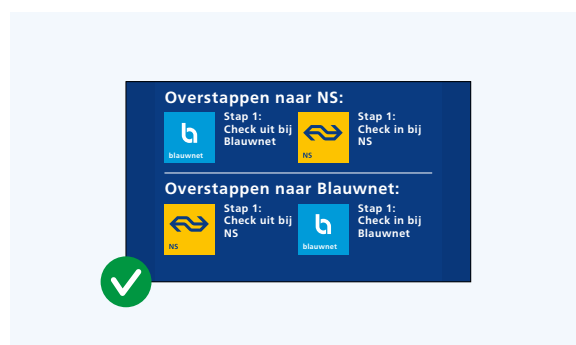 Overstappen naar NS:
Stap 1:
Check uit bij
Blauwnet
blauwnet
Stap 1:
Check in bij
NS
NS
Overstappen naar Blauwnet:
Stap 1:
Check uit bij
NS
NS
Stap 1:
Check in bij
Blauwnet
blauwnet